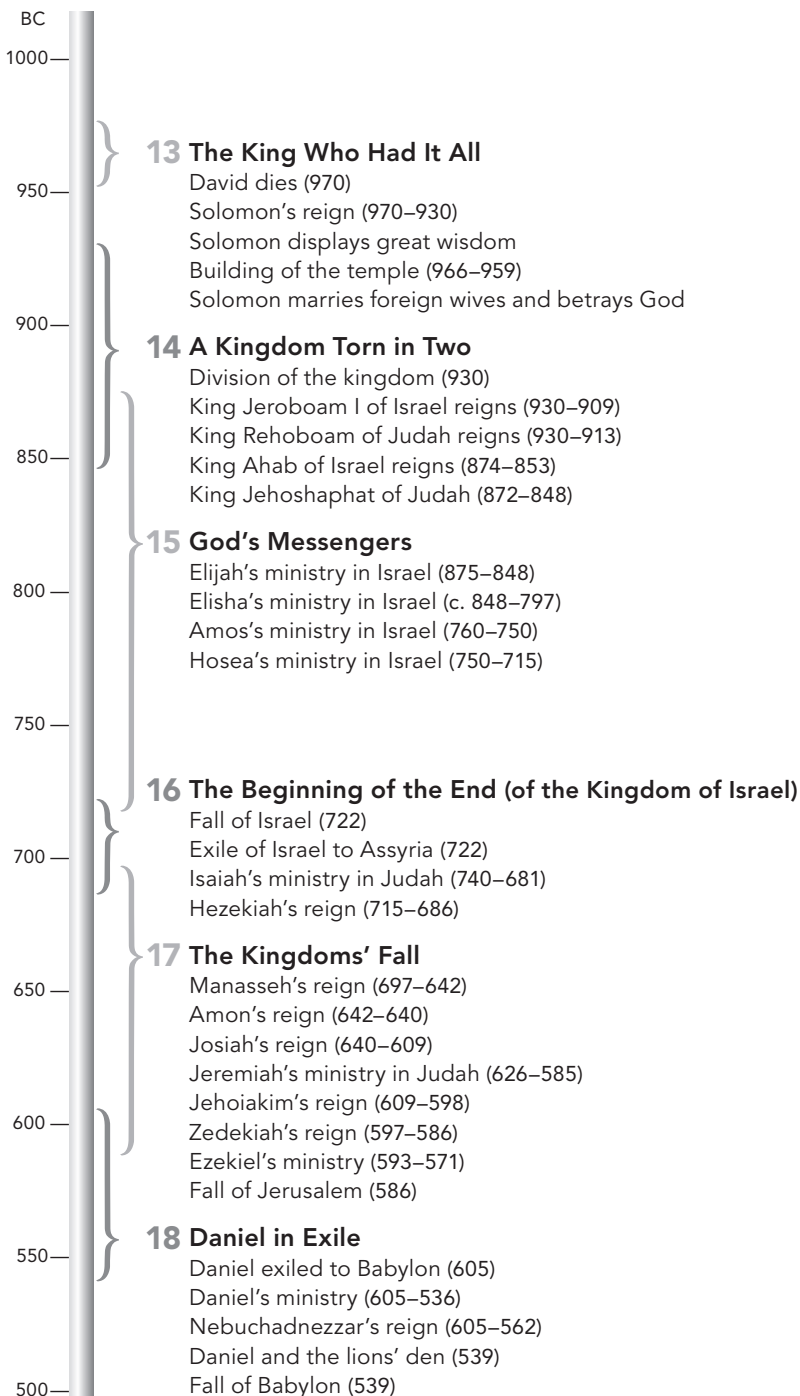 BC
1000
13 The King Who Had It All
David dies (970)
950
Solomon's reign (970–930)
Solomon displays great wisdom
Building of the temple (966–959)
Solomon marries foreign wives and betrays God
900
14 A Kingdom Torn in Two
Division of the kingdom (930)
King Jeroboam I of Israel reigns (930–909)
King Rehoboam of Judah reigns (930–913)
850
King Ahab of Israel reigns (874–853)
King Jehoshaphat of Judah (872–848)
15 God's Messengers
Elijah's ministry in Israel (875–848)
800
Elisha's ministry in Israel (c. 848–797)
Amos's ministry in Israel (760–750)
Hosea's ministry in Israel (750–715)
750
16 The Beginning of the End (of the Kingdom of Israel)
Fall of Israel (722)
700
Exile of Israel to Assyria (722)
Isaiah's ministry in Judah (740–681)
Hezekiah's reign (715–686)
17 The Kingdoms' Fall
Manasseh's reign (697–642)
650
Amon's reign (642–640)
Josiah's reign (640–609)
Jeremiah's ministry in Judah (626–585)
Jehoiakim's reign (609–598)
600
Zedekiah's reign (597–586)
Ezekiel's ministry (593–571)
Fall of Jerusalem (586)
18 Daniel in Exile
550
Daniel exiled to Babylon (605)
Daniel's ministry (605–536)
Nebuchadnezzar's reign (605–562)
Daniel and the lions' den (539)
500
Fall of Babylon (539)